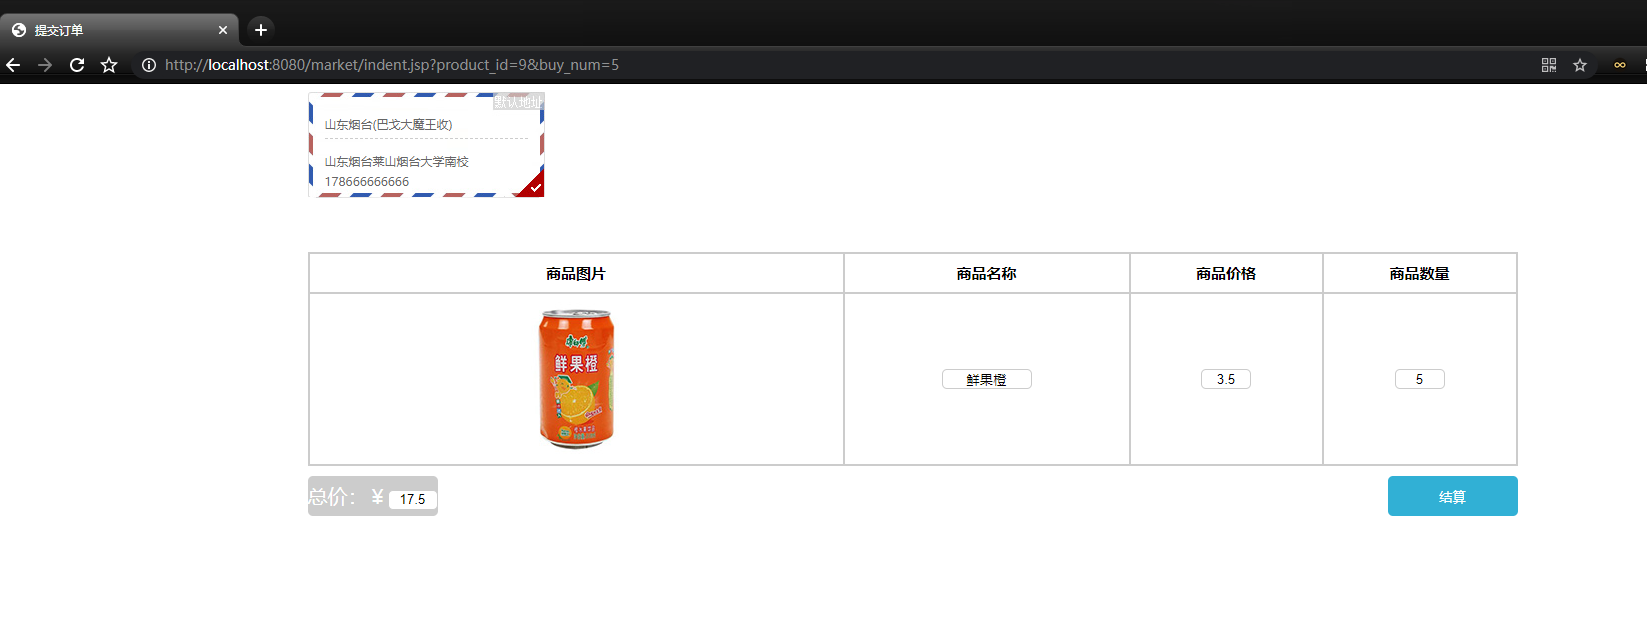 提交订单
http://localhost:8080/market/indent.jsp?product_id=9&buy_num=5
默认地址
山东烟台(巴戈大魔王收)
山东烟台莱山烟台大学南校
178666666666
商品图片 商品名称 商品价格 商品数量
康师傅
鲜果橙
鲜果橙 3.5 5
总价：￥ 17.5 结算